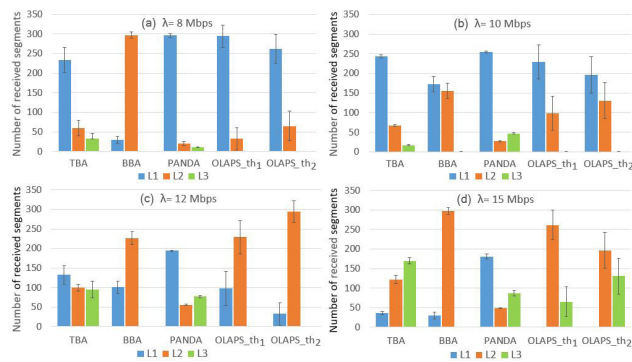 (a) λ= 8 Mbps
Number of received segments
350
300
250
200
150
100
50
0
TBA BBA PANDA OLAPS_th1 OLAPS_th2
L1 L2 L3
(b) λ= 10 Mbps
Number of received segments
350
300
250
200
150
100
50
0
TBA BBA PANDA OLAPS_th1 OLAPS_th2
L1 L2 L3
(c) λ= 12 Mbps
Number of received segments
350
300
250
200
150
100
50
0
TBA BBA PANDA OLAPS_th1 OLAPS_th2
L1 L2 L3
(d) λ= 15 Mbps
Number of received segments
350
300
250
200
150
100
50
0
TBA BBA PANDA OLAPS_th1 OLAPS_th2
L1 L2 L3